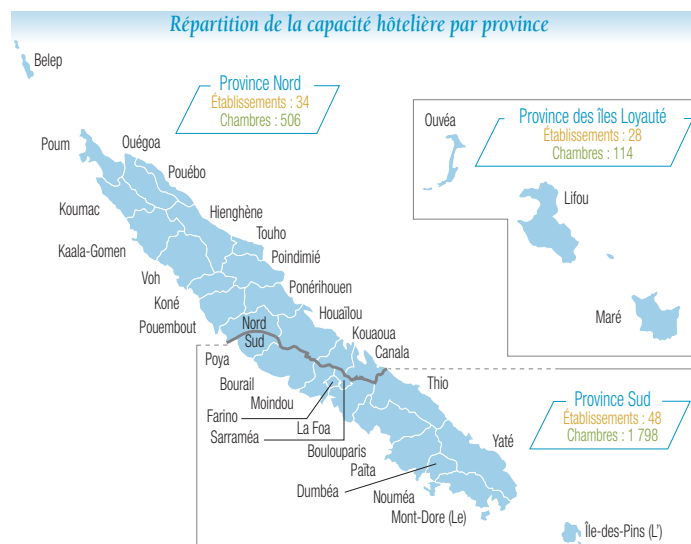 Répartition de la capacité hôtelière par province
Belep
Province Nord
Établissements : 34
Chambres : 506
Province des îles Loyauté
Établissements : 28
Chambres : 114
Ouvéa
Lifou
Maré
Poum
Ouégoa
Pouébo
Koumac
Hienghène
Touho
Kaala-Gomen
Poindimié
Voh
Ponérihouen
Koné
Houaïlou
Pouembout
Nord
Sud
Kouaoua
Canala
Poya
Thio
Bourail
Moindou
Farino
La Foa
Sarraméa
Boulouparis
Province Sud
Établissements : 48
Chambres : 1 798
Yaté
Païta
Dumbéa
Nouméa
Mont-Dore (Le)
Île-des-Pins (L')